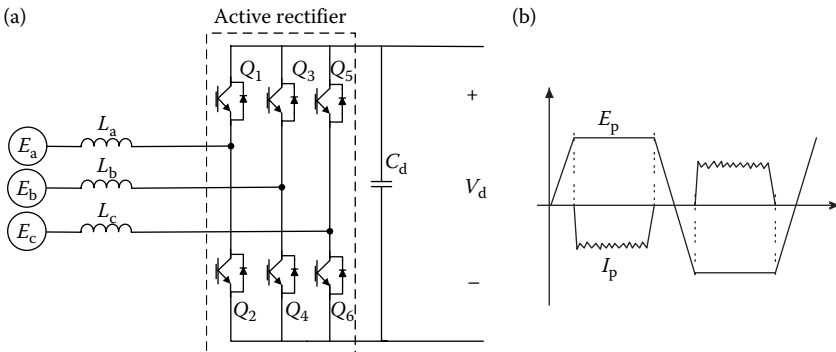 (a)
Active rectifier
Q1 Q3 Q5
La
Ea
Lb
Eb
Lc
Ec
Cd
+
Vd
−
Q2 Q4 Q6
(b)
Ep
Ip